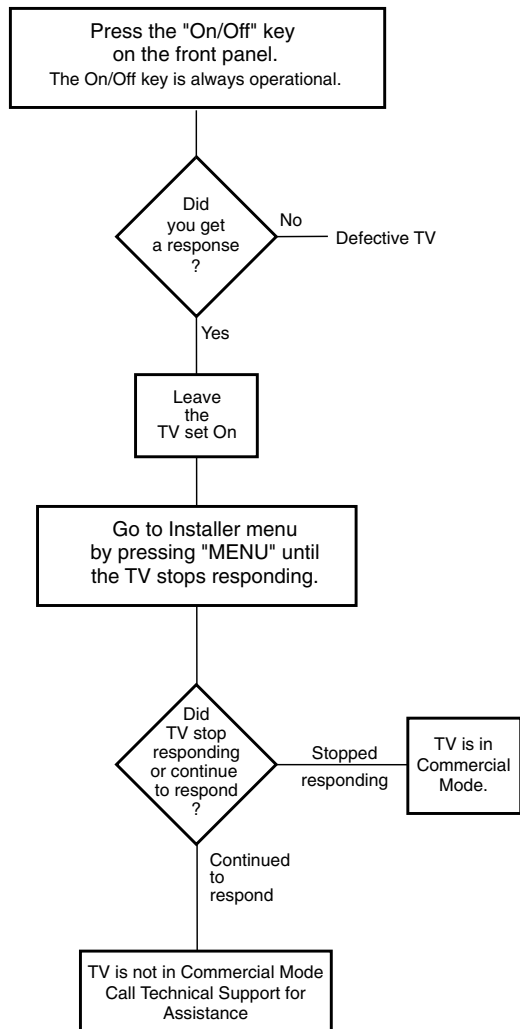 Press the "On/Off" key
on the front panel.
The On/Off key is always operational.
Did
you get
a response
?
No
Defective TV
Yes
Leave
the
TV set On
Go to Installer menu
by pressing "MENU" until
the TV stops responding.
Did
TV stop
responding
or continue
to respond
?
Stopped
responding
TV is in
Commercial
Mode.
Continued
to
respond
TV is not in Commercial Mode
Call Technical Support for
Assistance